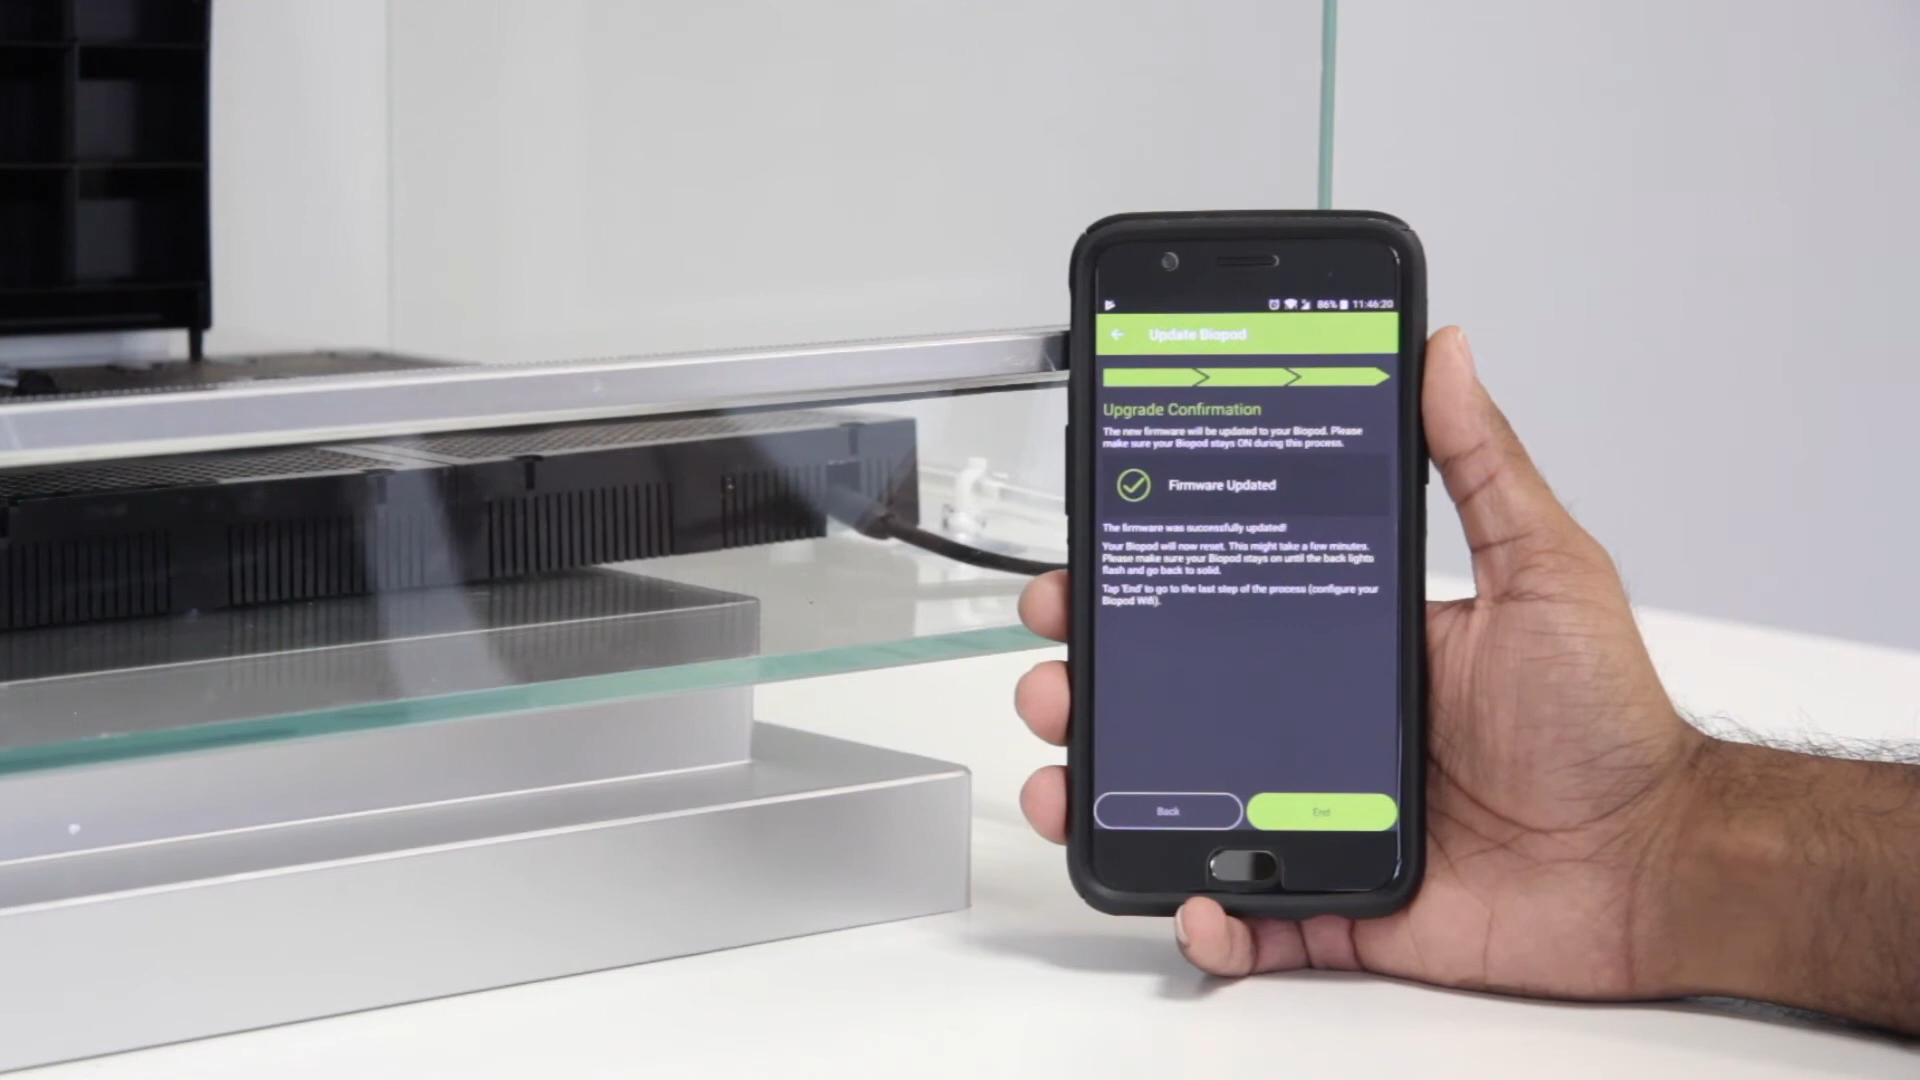 86% 11:46:20
Update Biopod
Upgrade Confirmation
The new firmware will be updated to your Biopod. Please
make sure your Biopod stays ON during this process.
Firmware Updated
The firmware was successfully updated!
Your Biopod will now reset. This might take a few minutes.
Please make sure your Biopod stays on until the back lights
flash and go back to solid.
Tap 'End' to go to the last step of the process (configure your
Biopod Wifi).
Back
End